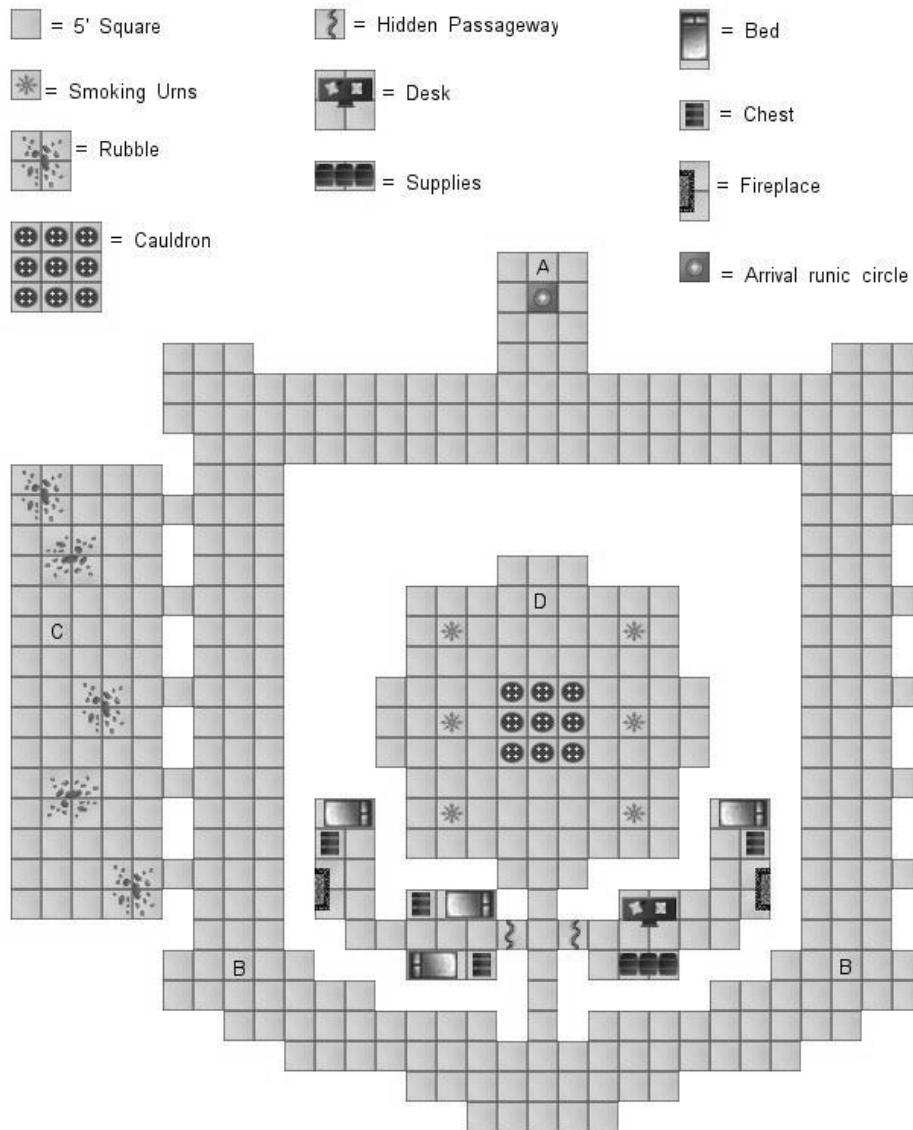 = 5' Square
= Hidden Passageway
= Bed
= Smoking Urns
= Desk
= Chest
= Rubble
= Supplies
= Fireplace
= Cauldron
A
= Arrival runic circle
D
C
B
B